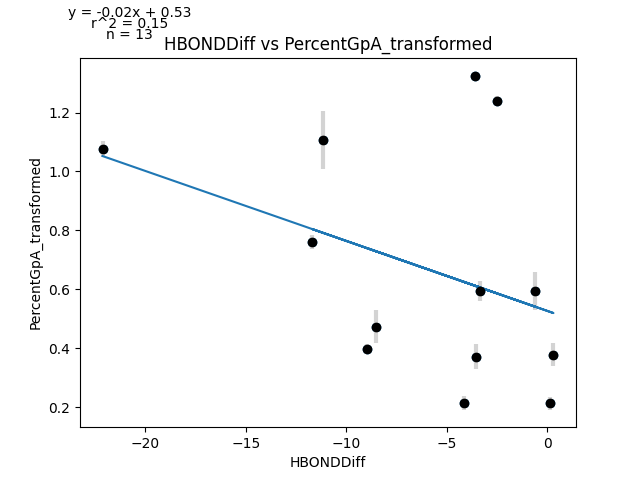 y = -0.02x + 0.53
r^2 = 0.15
n = 13
HBONDDiff vs PercentGpA_transformed
PercentGpA_transformed
1.2
1.0
0.8
0.6
0.4
0.2
−20
−15
−10
−5
0
HBONDDiff